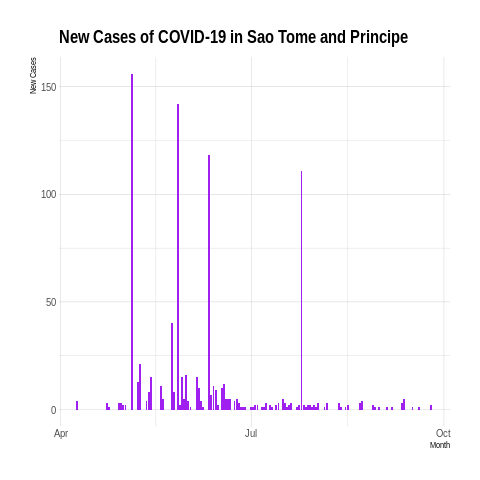 New Cases of COVID-19 in Sao Tome and Principe
New Cases
150
100
50
0
Apr
Jul
Oct
Month